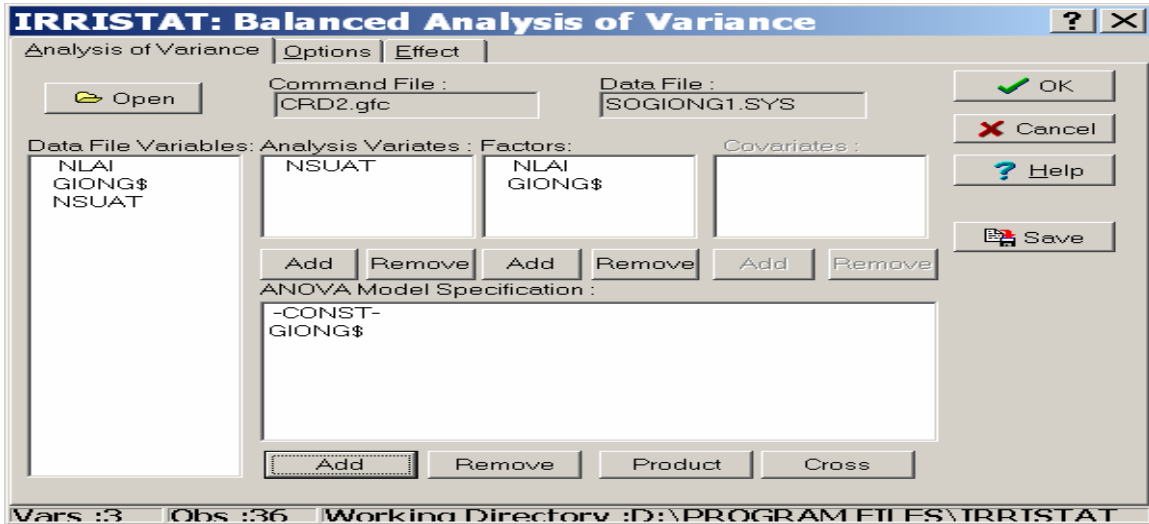 IRRISTAT: Balanced Analysis of Variance
Analysis of Variance Options Effect
Open
Command File :
CRD2.gfc
Data File :
SOGIONG1.SYS
OK
Cancel
Help
Save
Data File Variables:
NLAI
GIONG$
NSUAT
Analysis Variates :
NSUAT
Factors:
NLAI
GIONG$
Covariates :
Add Remove Add Remove Add Remove
ANOVA Model Specification :
-CONST-
GIONG$
Add Remove Product Cross
Vars :3 Obs :36 Working Directory :D:\PROGRAM FILES\IRRISTAT